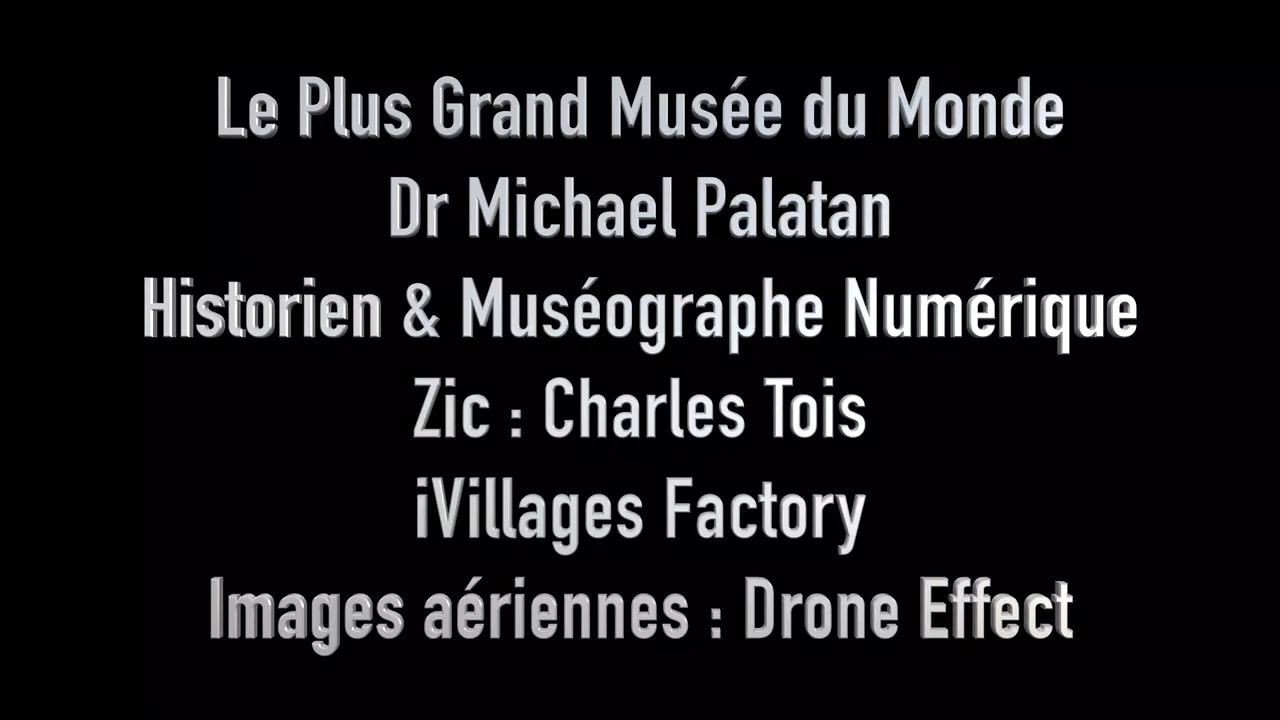 Le Plus Grand Musée du Monde
Dr Michael Palatan
Historien & Muséographe Numérique
Zic : Charles Tois
iVillages Factory
Images aériennes : Drone Effect